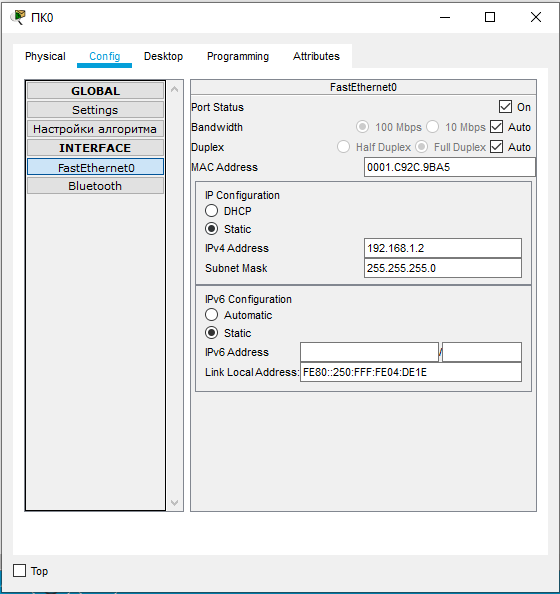 ПК0
Physical Config Desktop Programming Attributes
GLOBAL
Settings
Настройки алгоритма
INTERFACE
FastEthernet0
Bluetooth
FastEthernet0
Port Status On
Bandwidth 100 Mbps 10 Mbps Auto
Duplex Half Duplex Full Duplex Auto
MAC Address 0001.C92C.9BA5
IP Configuration
DHCP
Static
IPv4 Address 192.168.1.2
Subnet Mask 255.255.255.0
IPv6 Configuration
Automatic
Static
IPv6 Address /
Link Local Address: FE80::250:FFF:FE04:DE1E
Top